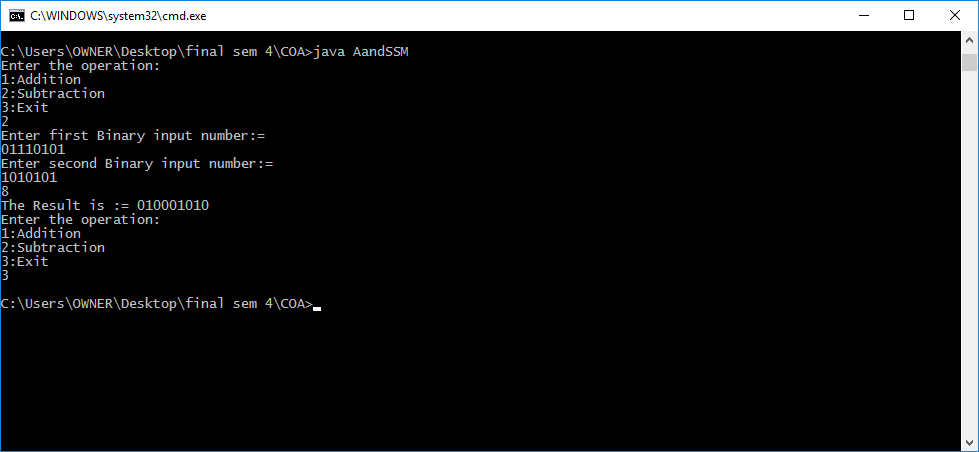 C:\WINDOWS\system32\cmd.exe
C:\Users\OWNER\Desktop\final sem 4\COA>java AandSSM
Enter the operation:
1:Addition
2:Subtraction
3:Exit
2
Enter first Binary input number:=
01110101
Enter second Binary input number:=
1010101
8
The Result is := 010001010
Enter the operation:
1:Addition
2:Subtraction
3:Exit
3
C:\Users\OWNER\Desktop\final sem 4\COA>